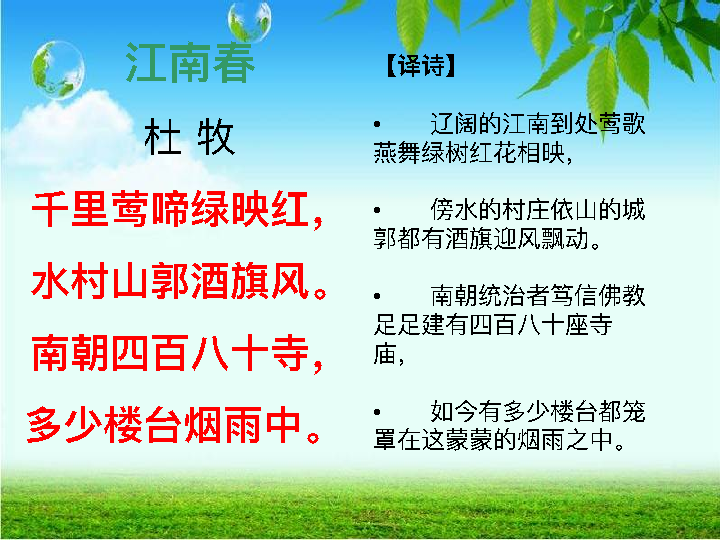 江南春
杜 牧
千里莺啼绿映红，
水村山郭酒旗风。
南朝四百八十寺，
多少楼台烟雨中。
【译诗】
• 辽阔的江南到处莺歌
燕舞绿树红花相映，
• 傍水的村庄依山的城
郭都有酒旗迎风飘动。
• 南朝统治者笃信佛教
足足建有四百八十座寺
庙，
• 如今有多少楼台都笼
罩在这蒙蒙的烟雨之中。